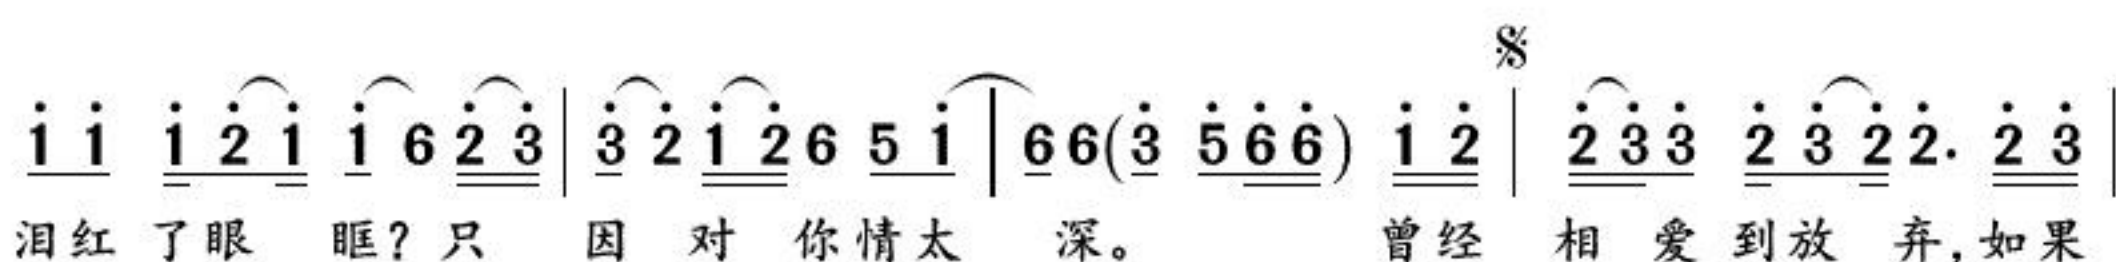 1 1 1 2 1 1 6 2 3 | 3 2 1 2 6 5 1 | 6 6 (3 5 6 6) 1 2 | 2 3 3 2 3 2 2. 2 3 |
泪红 了眼 眶?只 因 对 你情太 深。 曾经 相 爱 到放 弃,如果